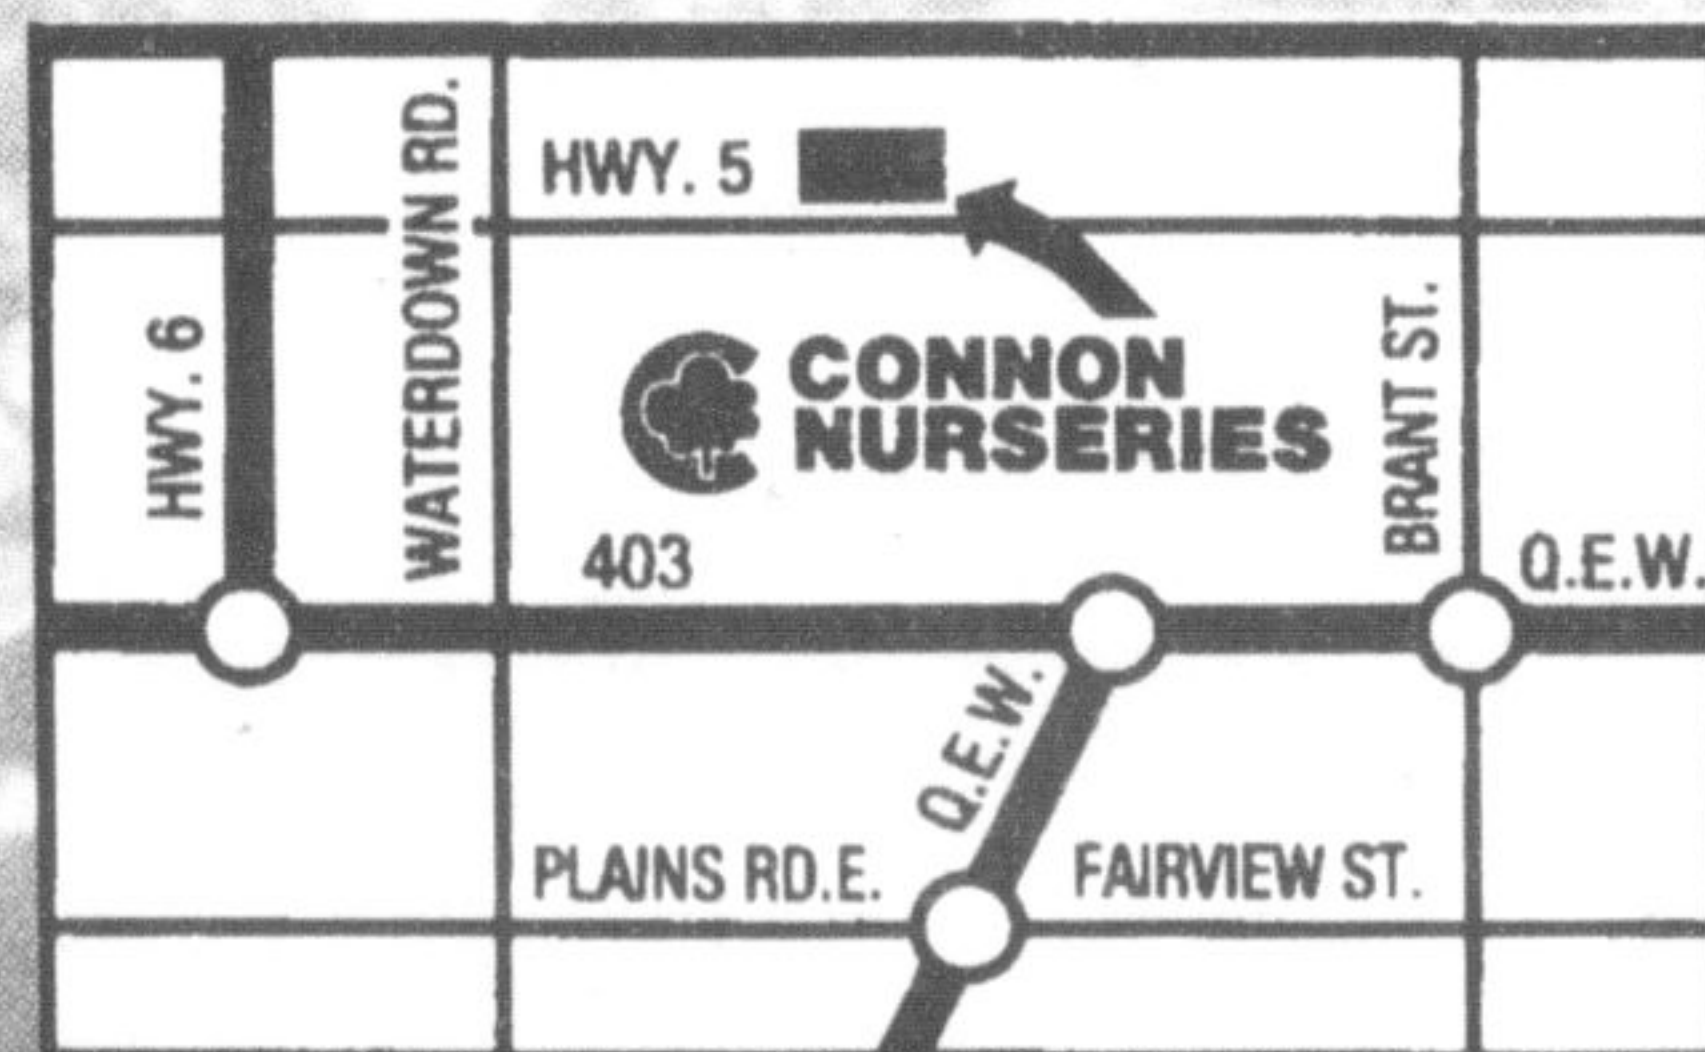 HWY. 5
WATERDOWN RD.
HWY. 6
BRANT ST.
CONNON
NURSERIES
403
Q.E.W.
Q.E.W.
PLAINS RD.E.
FAIRVIEW ST.